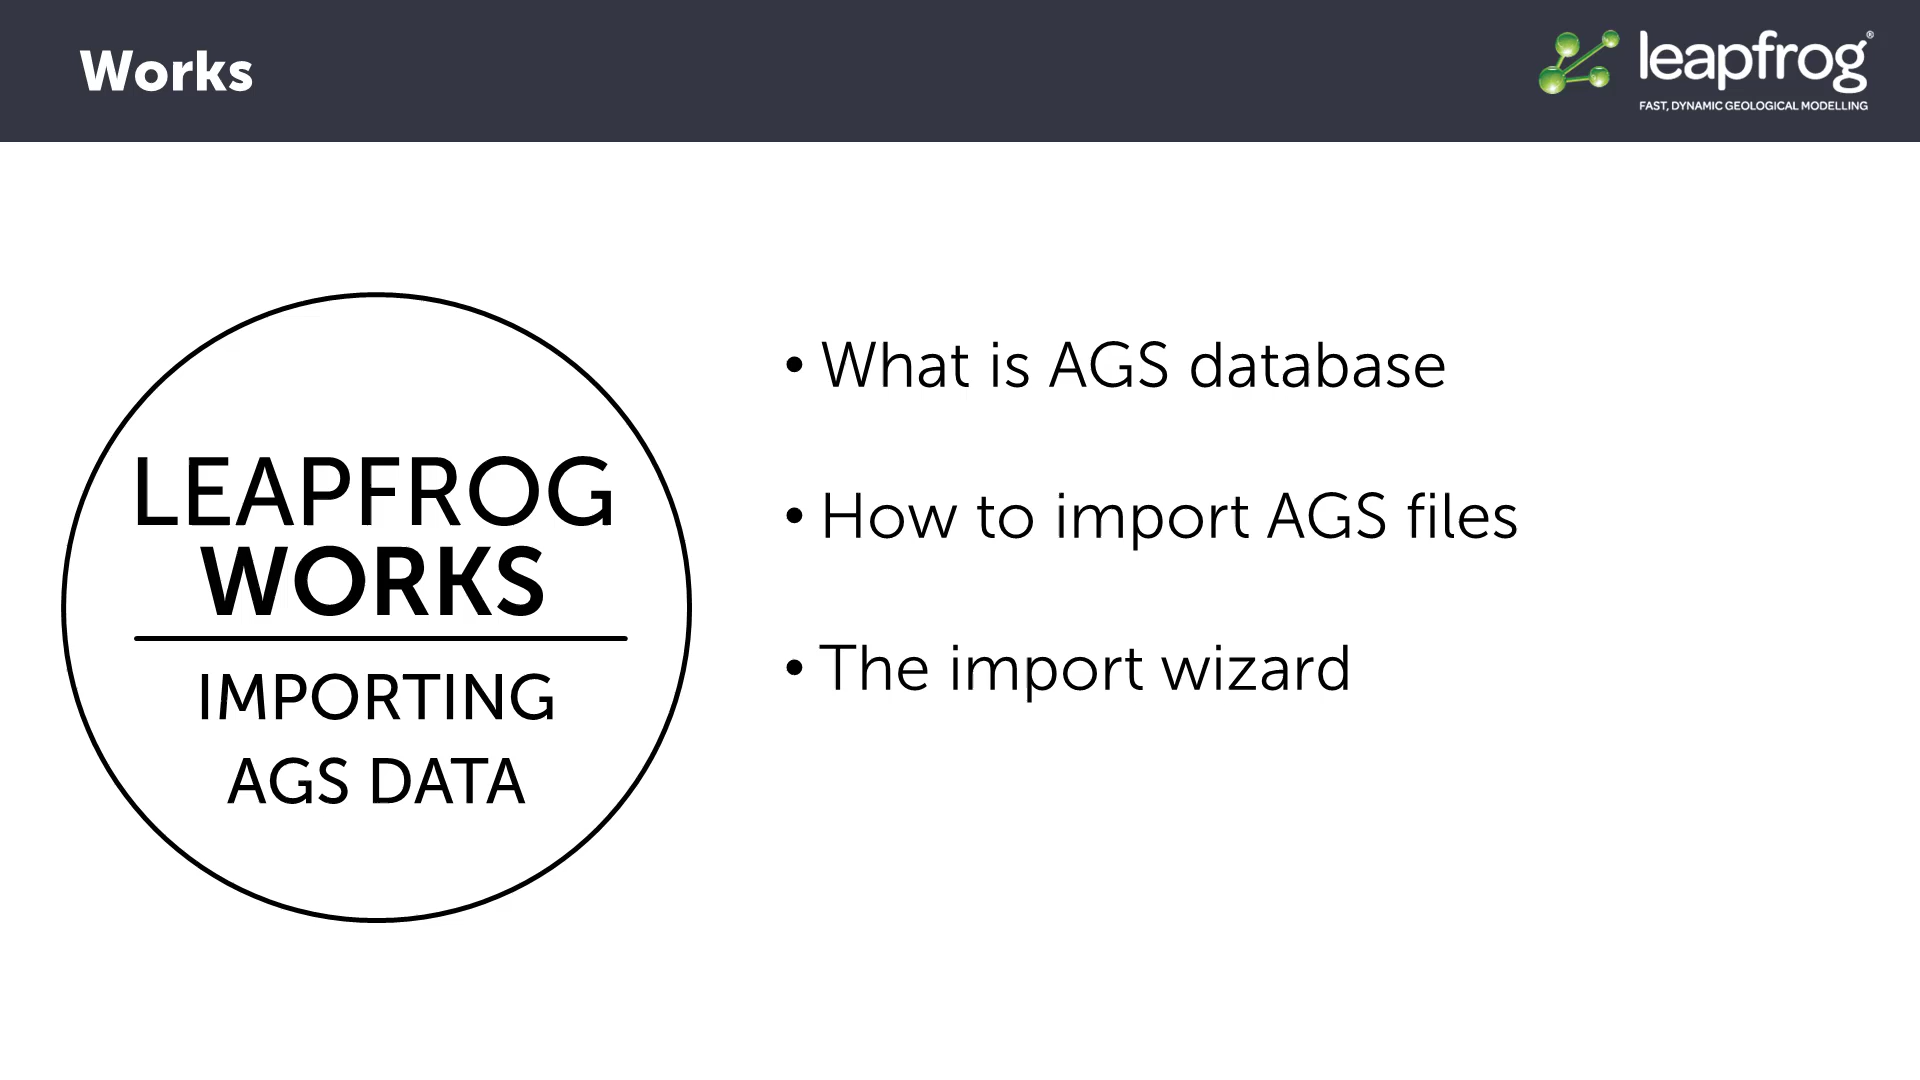 Works
leapfrog®
FAST, DYNAMIC GEOLOGICAL MODELLING
LEAPFROG
WORKS
IMPORTING
AGS DATA
• What is AGS database
• How to import AGS files
• The import wizard